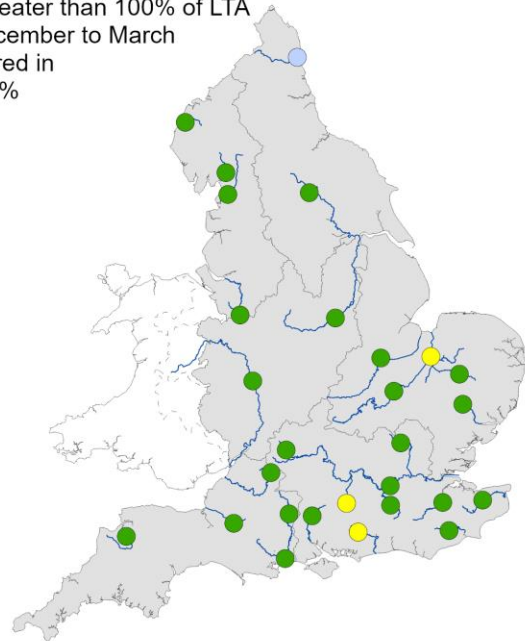 eater than 100% of LTA
cember to March
red in
%